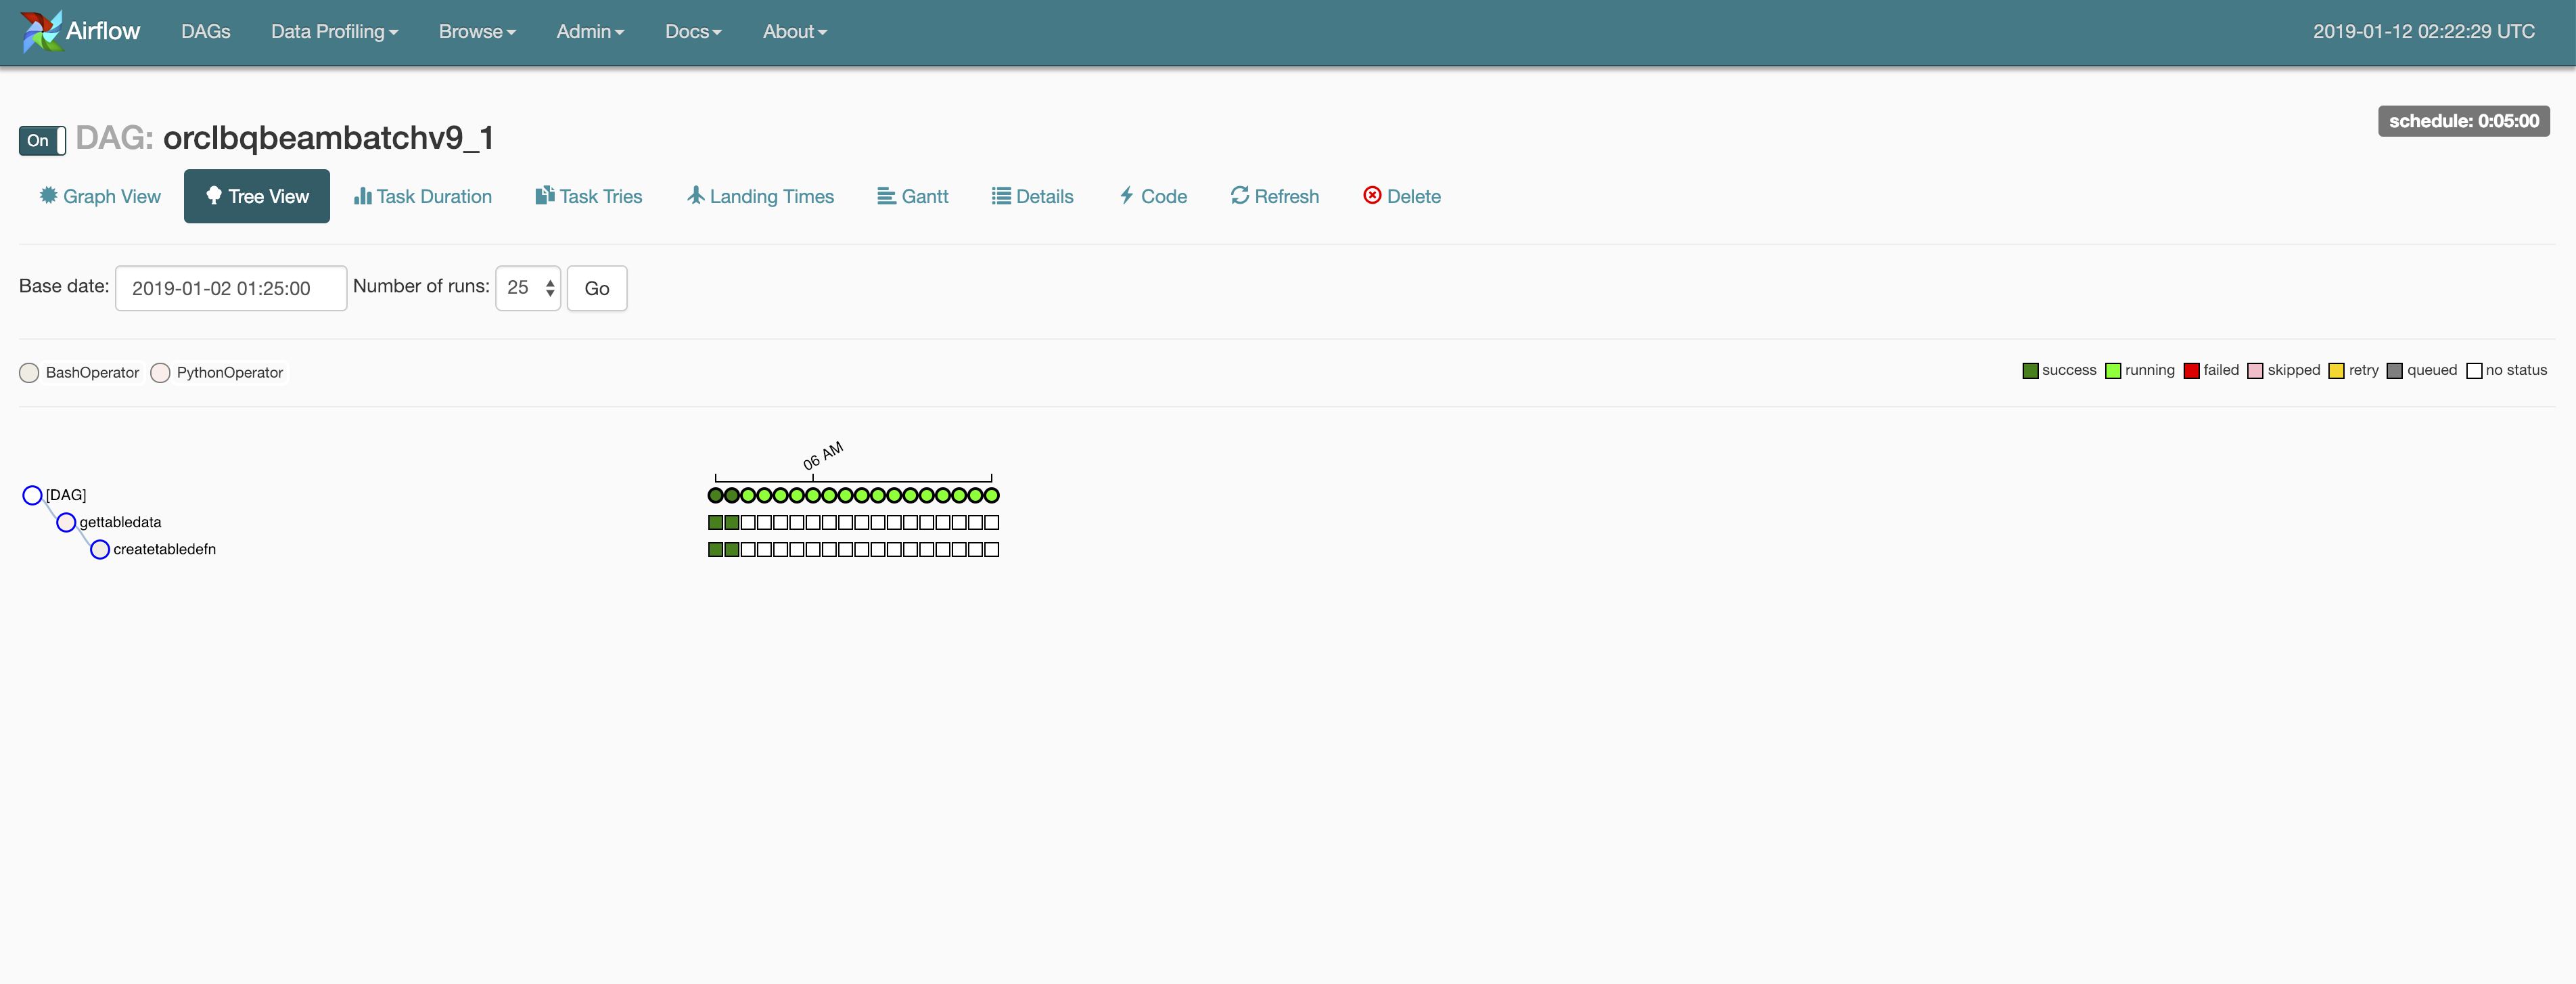 Airflow DAGs Data Profiling Browse Admin Docs About 2019-01-12 02:22:29 UTC
schedule: 0:05:00
On DAG: orclbqbeambatchv9_1
Graph View Tree View Task Duration Task Tries Landing Times Gantt Details Code Refresh Delete
Base date: 2019-01-02 01:25:00 Number of runs: 25 Go
BashOperator PythonOperator success running failed skipped retry queued no status
06 AM
[DAG]
gettabledata
createtabledefn